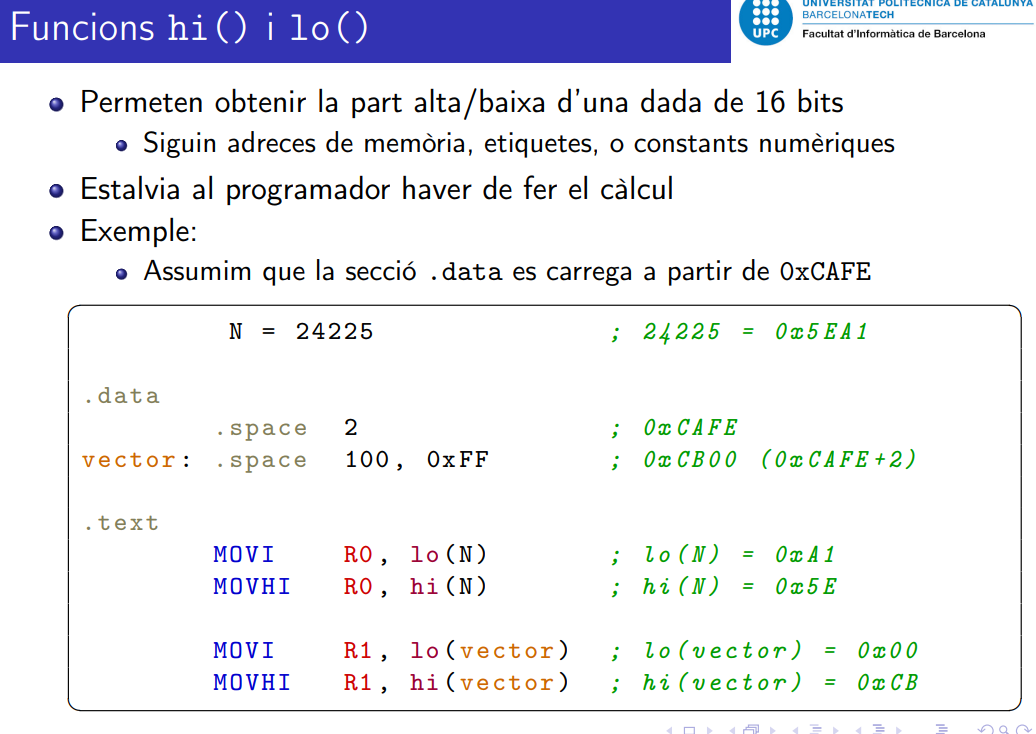 Funcions hi() i lo()
UNIVERSITAT POLITÈCNICA DE CATALUNYA
BARCELONATECH
Facultat d'Informàtica de Barcelona
UPC
Permeten obtenir la part alta/baixa d'una dada de 16 bits
Siguin adreces de memòria, etiquetes, o constants numèriques
Estalvia al programador haver de fer el càlcul
Exemple:
Assumim que la secció .data es carrega a partir de 0xCAFE
N = 24225 ; 24225 = 0x5EA1
.data
.space 2 ; 0xCAFE
vector: .space 100, 0xFF ; 0xCB00 (0xCAFE+2)
.text
MOVI R0, lo(N) ; lo(N) = 0xA1
MOVHI R0, hi(N) ; hi(N) = 0x5E
MOVI R1, lo(vector) ; lo(vector) = 0x00
MOVHI R1, hi(vector) ; hi(vector) = 0xCB